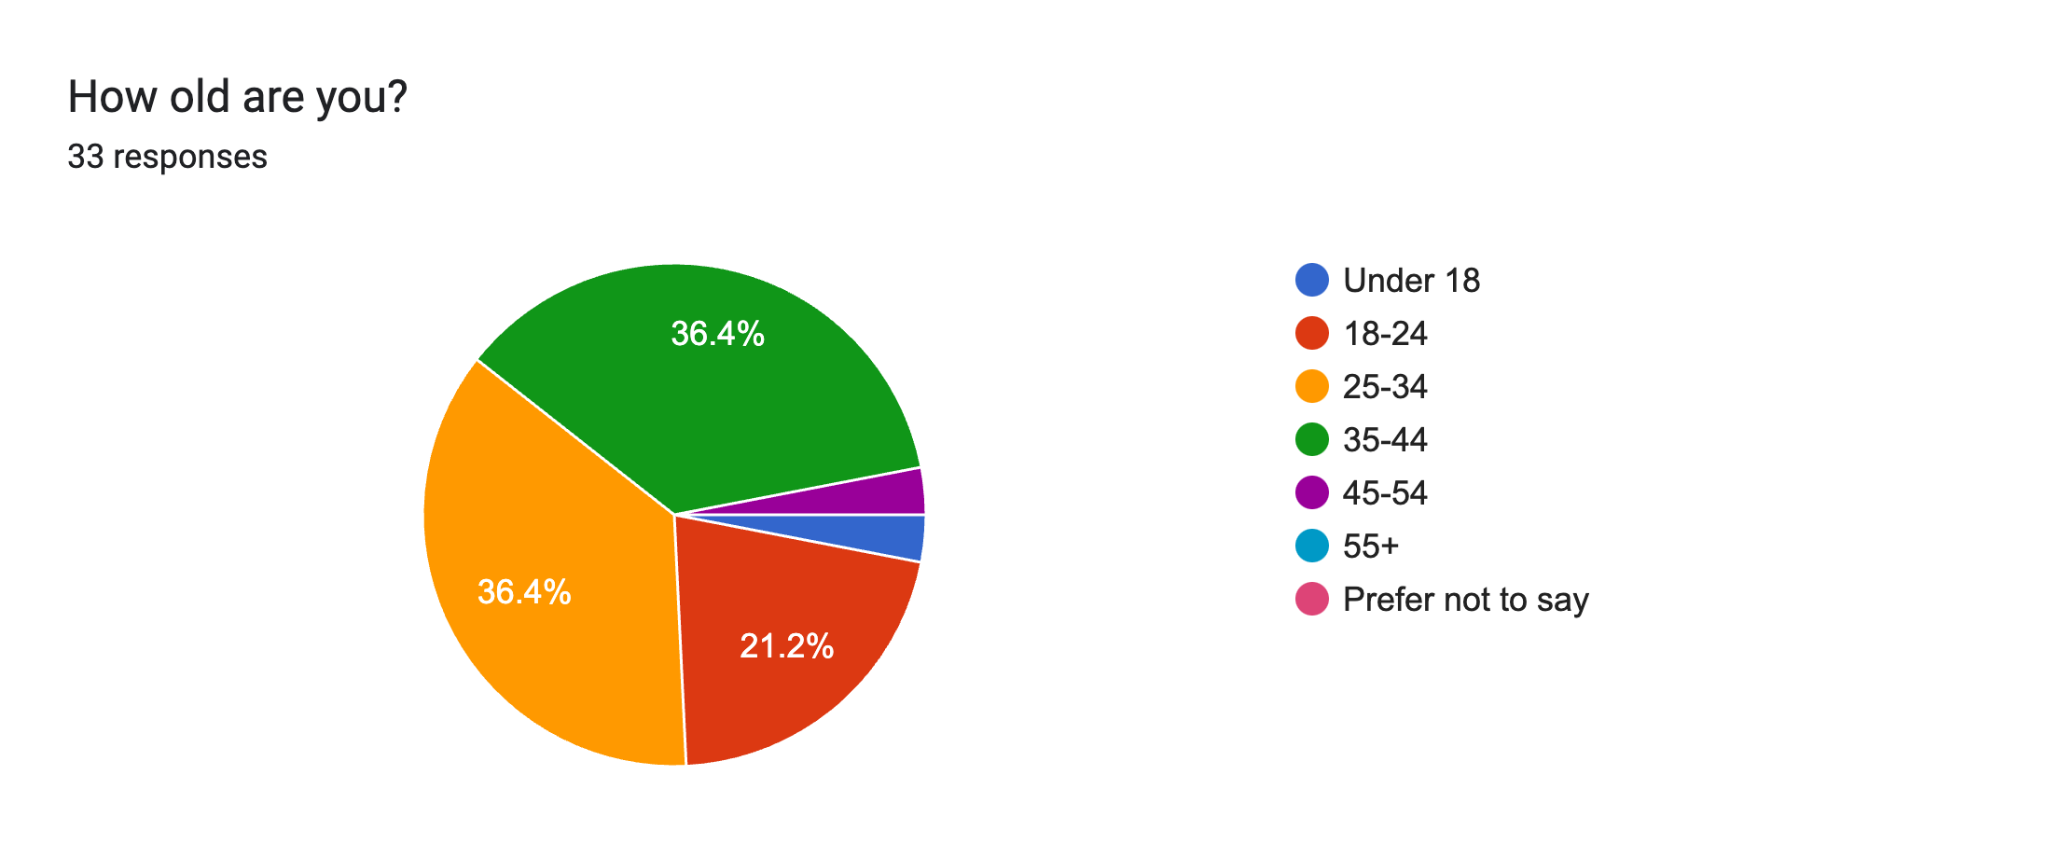 How old are you?
33 responses
36.4%
36.4%
21.2%
Under 18
18-24
25-34
35-44
45-54
55+
Prefer not to say